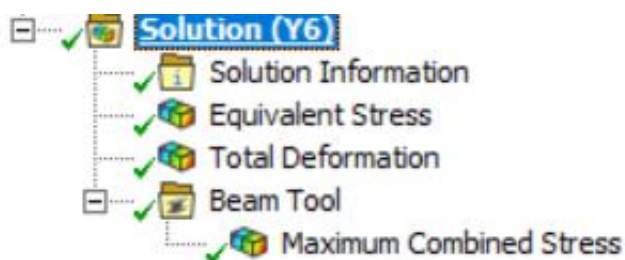 Solution (Y6)
Solution Information
Equivalent Stress
Total Deformation
Beam Tool
Maximum Combined Stress